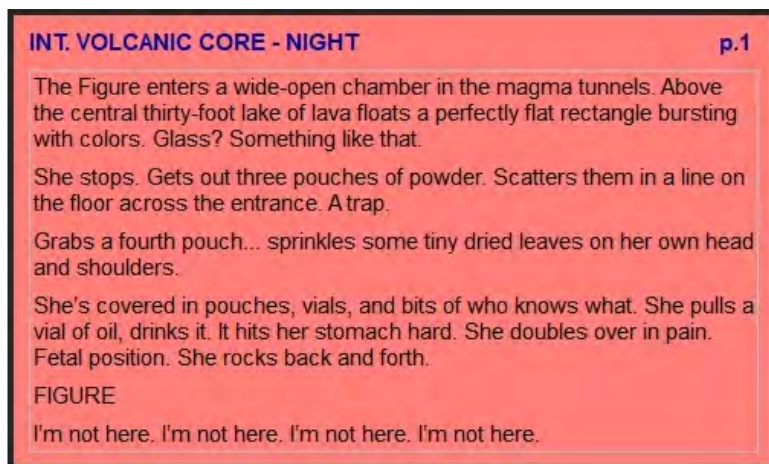 INT. VOLCANIC CORE - NIGHT p.1
The Figure enters a wide-open chamber in the magma tunnels. Above
the central thirty-foot lake of lava floats a perfectly flat rectangle bursting
with colors. Glass? Something like that.
She stops. Gets out three pouches of powder. Scatters them in a line on
the floor across the entrance. A trap.
Grabs a fourth pouch... sprinkles some tiny dried leaves on her own head
and shoulders.
She's covered in pouches, vials, and bits of who knows what. She pulls a
vial of oil, drinks it. It hits her stomach hard. She doubles over in pain.
Fetal position. She rocks back and forth.
FIGURE
I'm not here. I'm not here. I'm not here. I'm not here.